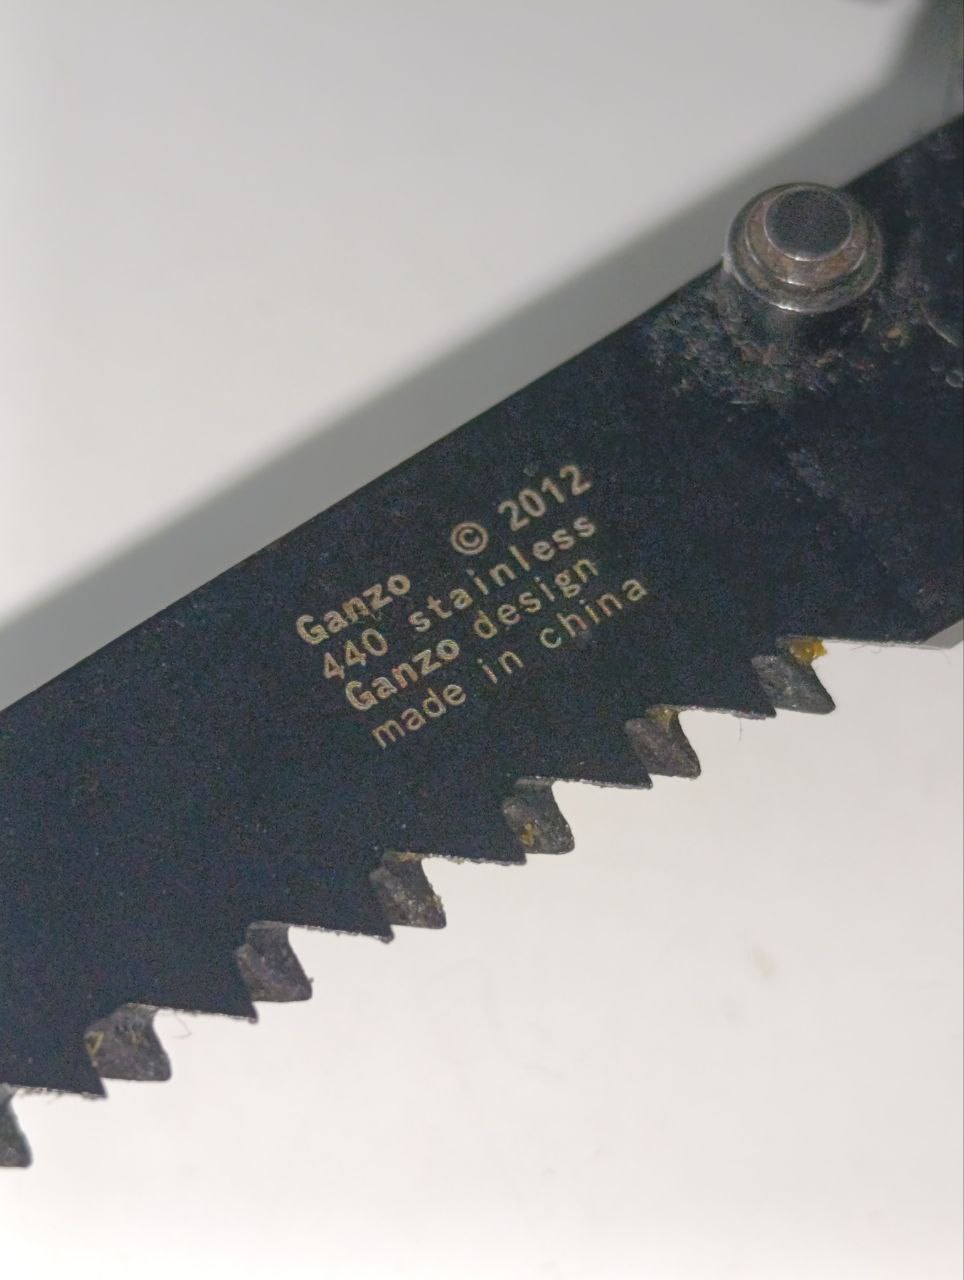 Ganzo © 2012
440 stainless
Ganzo design
made in china